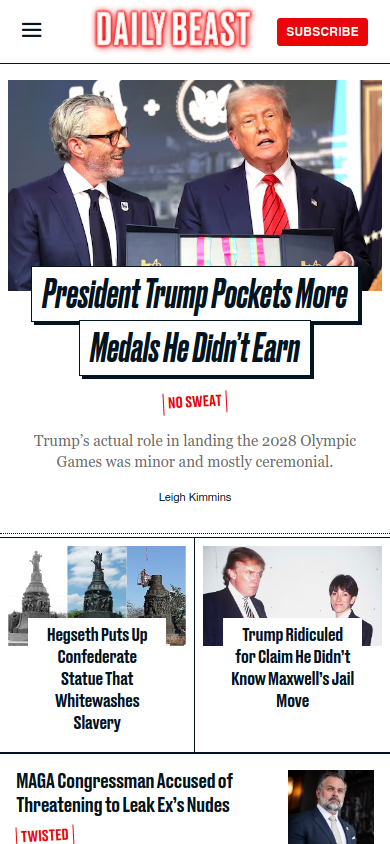 DAILY BEAST
SUBSCRIBE
President Trump Pockets More
Medals He Didn't Earn
NO SWEAT
Trump's actual role in landing the 2028 Olympic
Games was minor and mostly ceremonial.
Leigh Kimmins
Hegseth Puts Up
Confederate
Statue That
Whitewashes
Slavery
Trump Ridiculed
for Claim He Didn't
Know Maxwell's Jail
Move
MAGA Congressman Accused of
Threatening to Leak Ex's Nudes
TWISTED